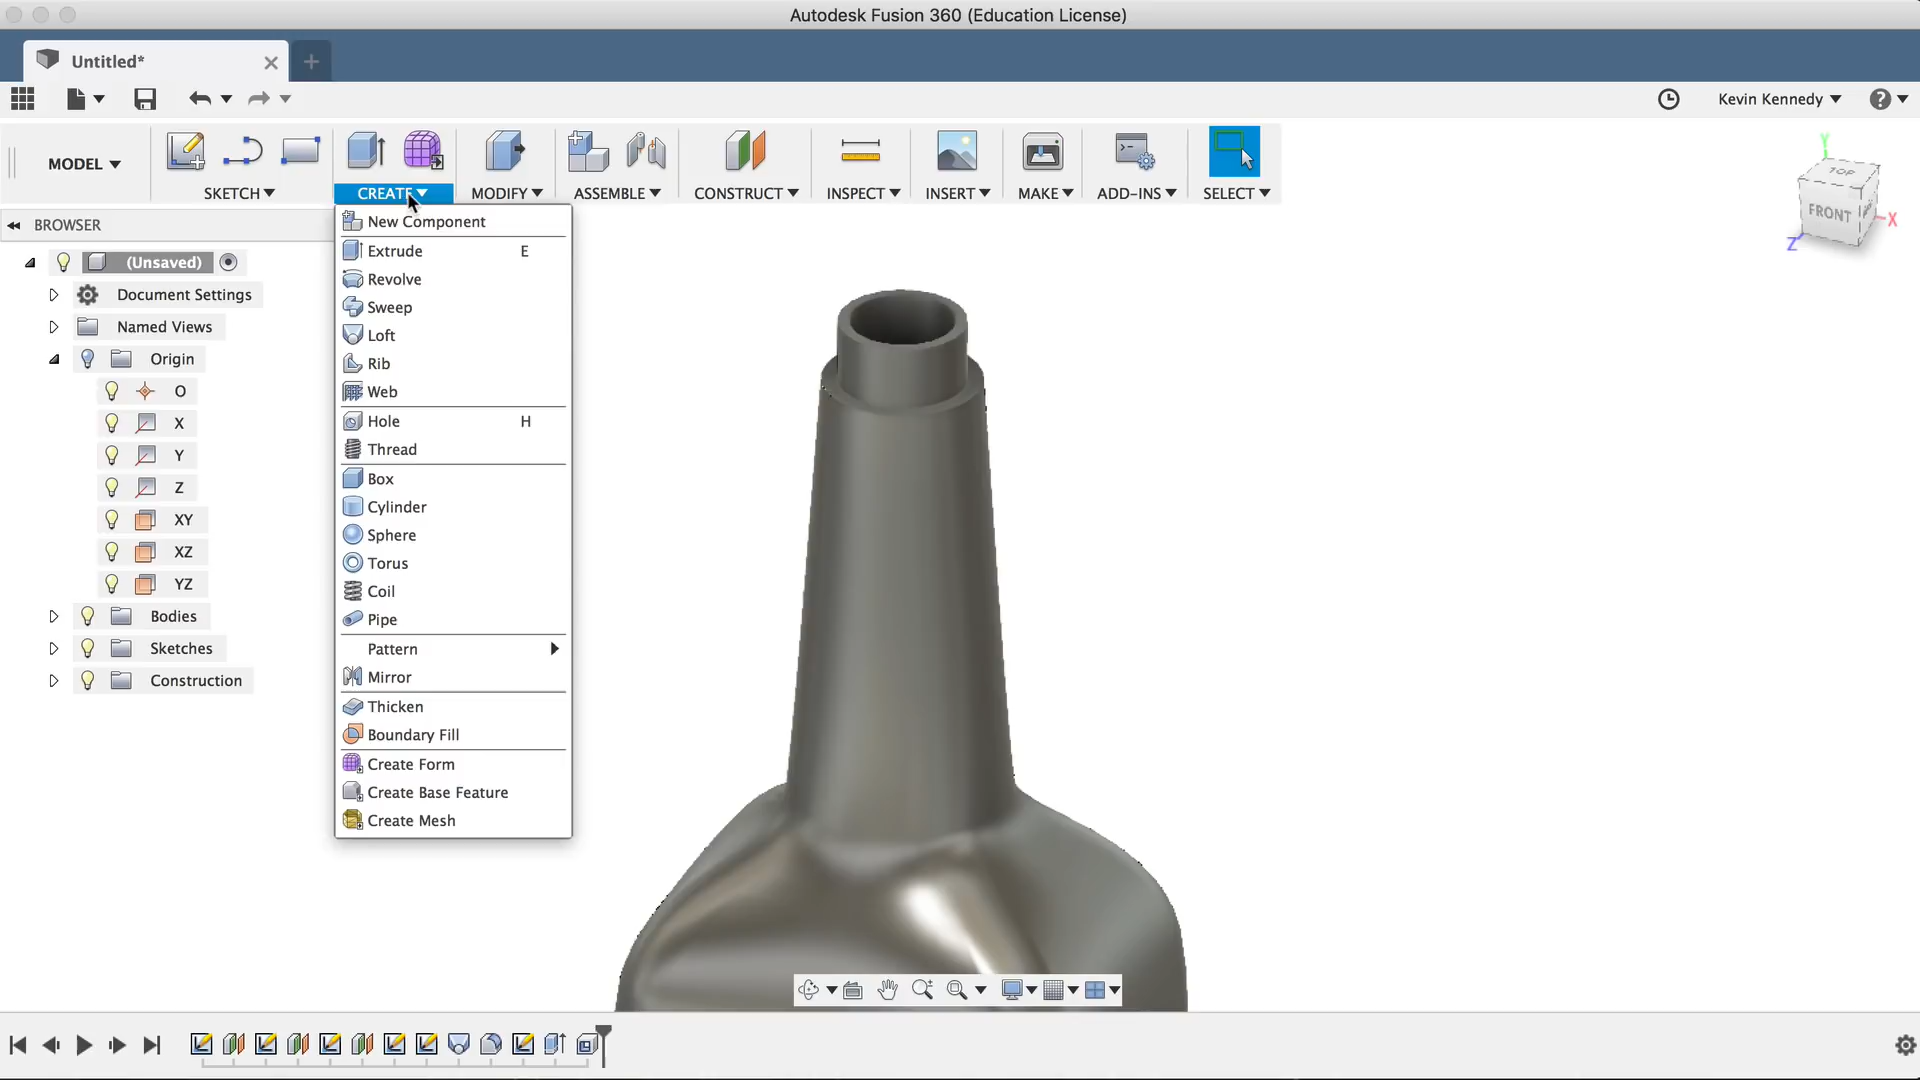 Autodesk Fusion 360 (Education License)
Untitled*
Kevin Kennedy
MODEL
SKETCH
CREATE
MODIFY
ASSEMBLE
CONSTRUCT
INSPECT
INSERT
MAKE
ADD-INS
SELECT
BROWSER
(Unsaved)
Document Settings
Named Views
Origin
O
X
Y
Z
XY
XZ
YZ
Bodies
Sketches
Construction
New Component
Extrude E
Revolve
Sweep
Loft
Rib
Web
Hole H
Thread
Box
Cylinder
Sphere
Torus
Coil
Pipe
Pattern
Mirror
Thicken
Boundary Fill
Create Form
Create Base Feature
Create Mesh
Y
TOP
FRONT
X
Z